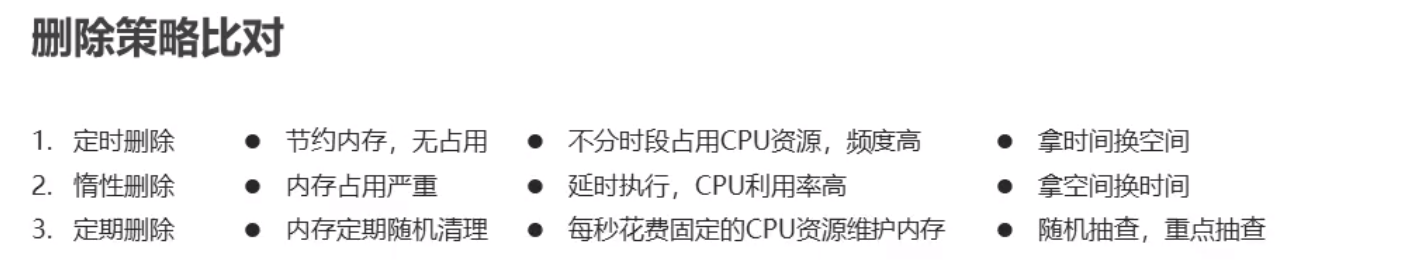 删除策略比对
1. 定时删除 ● 节约内存，无占用 ● 不分时段占用CPU资源，频度高 ● 拿时间换空间
2. 惰性删除 ● 内存占用严重 ● 延时执行，CPU利用率高 ● 拿空间换时间
3. 定期删除 ● 内存定期随机清理 ● 每秒花费固定的CPU资源维护内存 ● 随机抽查，重点抽查